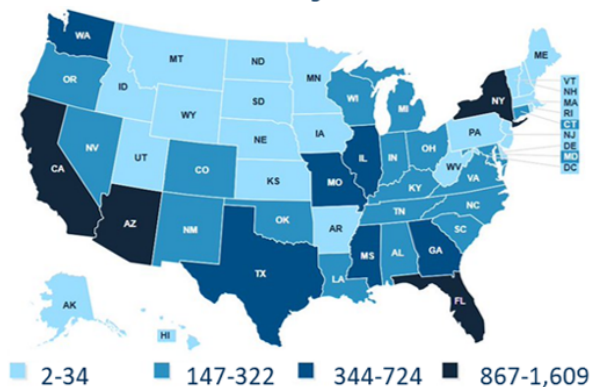 WA
MT
ND
MN
ME
OR
ID
SD
WI
MI
NY
VT
NH
MA
RI
CT
NJ
DE
MD
DC
WY
IA
PA
NE
NV
UT
CO
KS
MO
IL
IN
OH
WV
VA
KY
CA
AZ
NM
OK
AR
TN
NC
SC
TX
LA
MS
AL
GA
FL
AK
HI
2-34 147-322 344-724 867-1,609